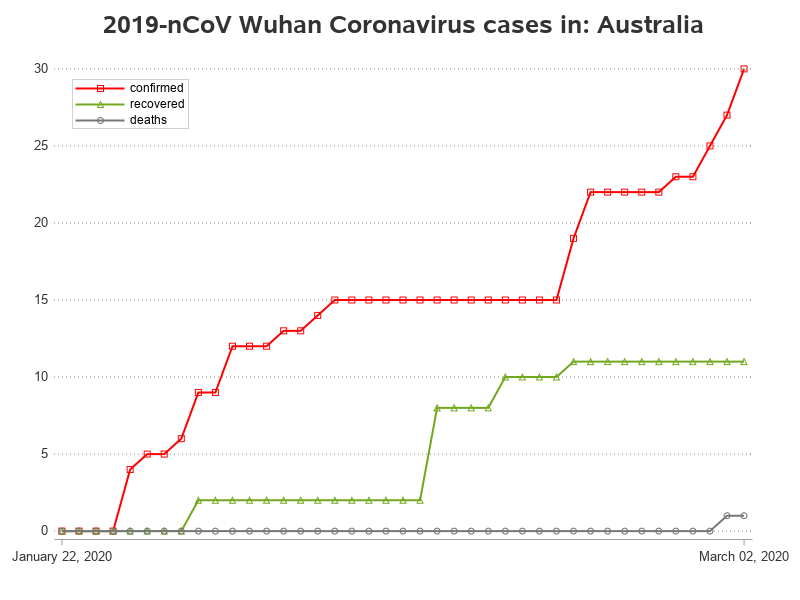 2019-nCoV Wuhan Coronavirus cases in: Australia
30
confirmed
recovered
deaths
25
20
15
10
5
0
January 22, 2020
March 02, 2020